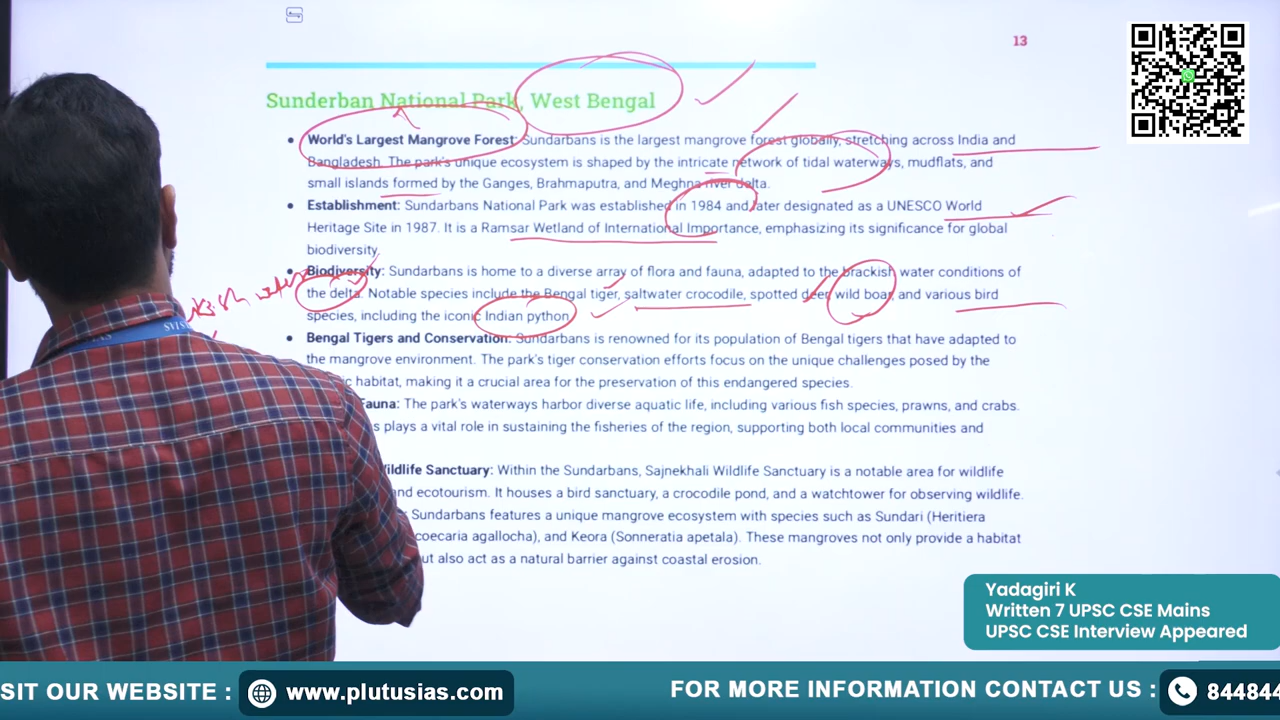 13
Sunderban National Park, West Bengal
World's Largest Mangrove Forest: Sundarbans is the largest mangrove forest globally, stretching across India and
Bangladesh. The park's unique ecosystem is shaped by the intricate network of tidal waterways, mudflats, and
small islands formed by the Ganges, Brahmaputra, and Meghna river delta.
Establishment: Sundarbans National Park was established in 1984 and later designated as a UNESCO World
Heritage Site in 1987. It is a Ramsar Wetland of International Importance, emphasizing its significance for global
biodiversity.
Biodiversity: Sundarbans is home to a diverse array of flora and fauna, adapted to the brackish water conditions of
the delta. Notable species include the Bengal tiger, saltwater crocodile, spotted deer, wild boar, and various bird
species, including the iconic Indian python.
water
Bengal Tigers and Conservation: Sundarbans is renowned for its population of Bengal tigers that have adapted to
the mangrove environment. The park's tiger conservation efforts focus on the unique challenges posed by the
habitat, making it a crucial area for the preservation of this endangered species.
Fauna: The park's waterways harbor diverse aquatic life, including various fish species, prawns, and crabs.
plays a vital role in sustaining the fisheries of the region, supporting both local communities and
Wildlife Sanctuary: Within the Sundarbans, Sajnekhali Wildlife Sanctuary is a notable area for wildlife
and ecotourism. It houses a bird sanctuary, a crocodile pond, and a watchtower for observing wildlife.
Sundarbans features a unique mangrove ecosystem with species such as Sundari (Heritiera
coecaria agallocha), and Keora (Sonneratia apetala). These mangroves not only provide a habitat
but also act as a natural barrier against coastal erosion.
Yadagiri K
Written 7 UPSC CSE Mains
UPSC CSE Interview Appeared
SIT OUR WEBSITE : www.plutusias.com FOR MORE INFORMATION CONTACT US : 844844